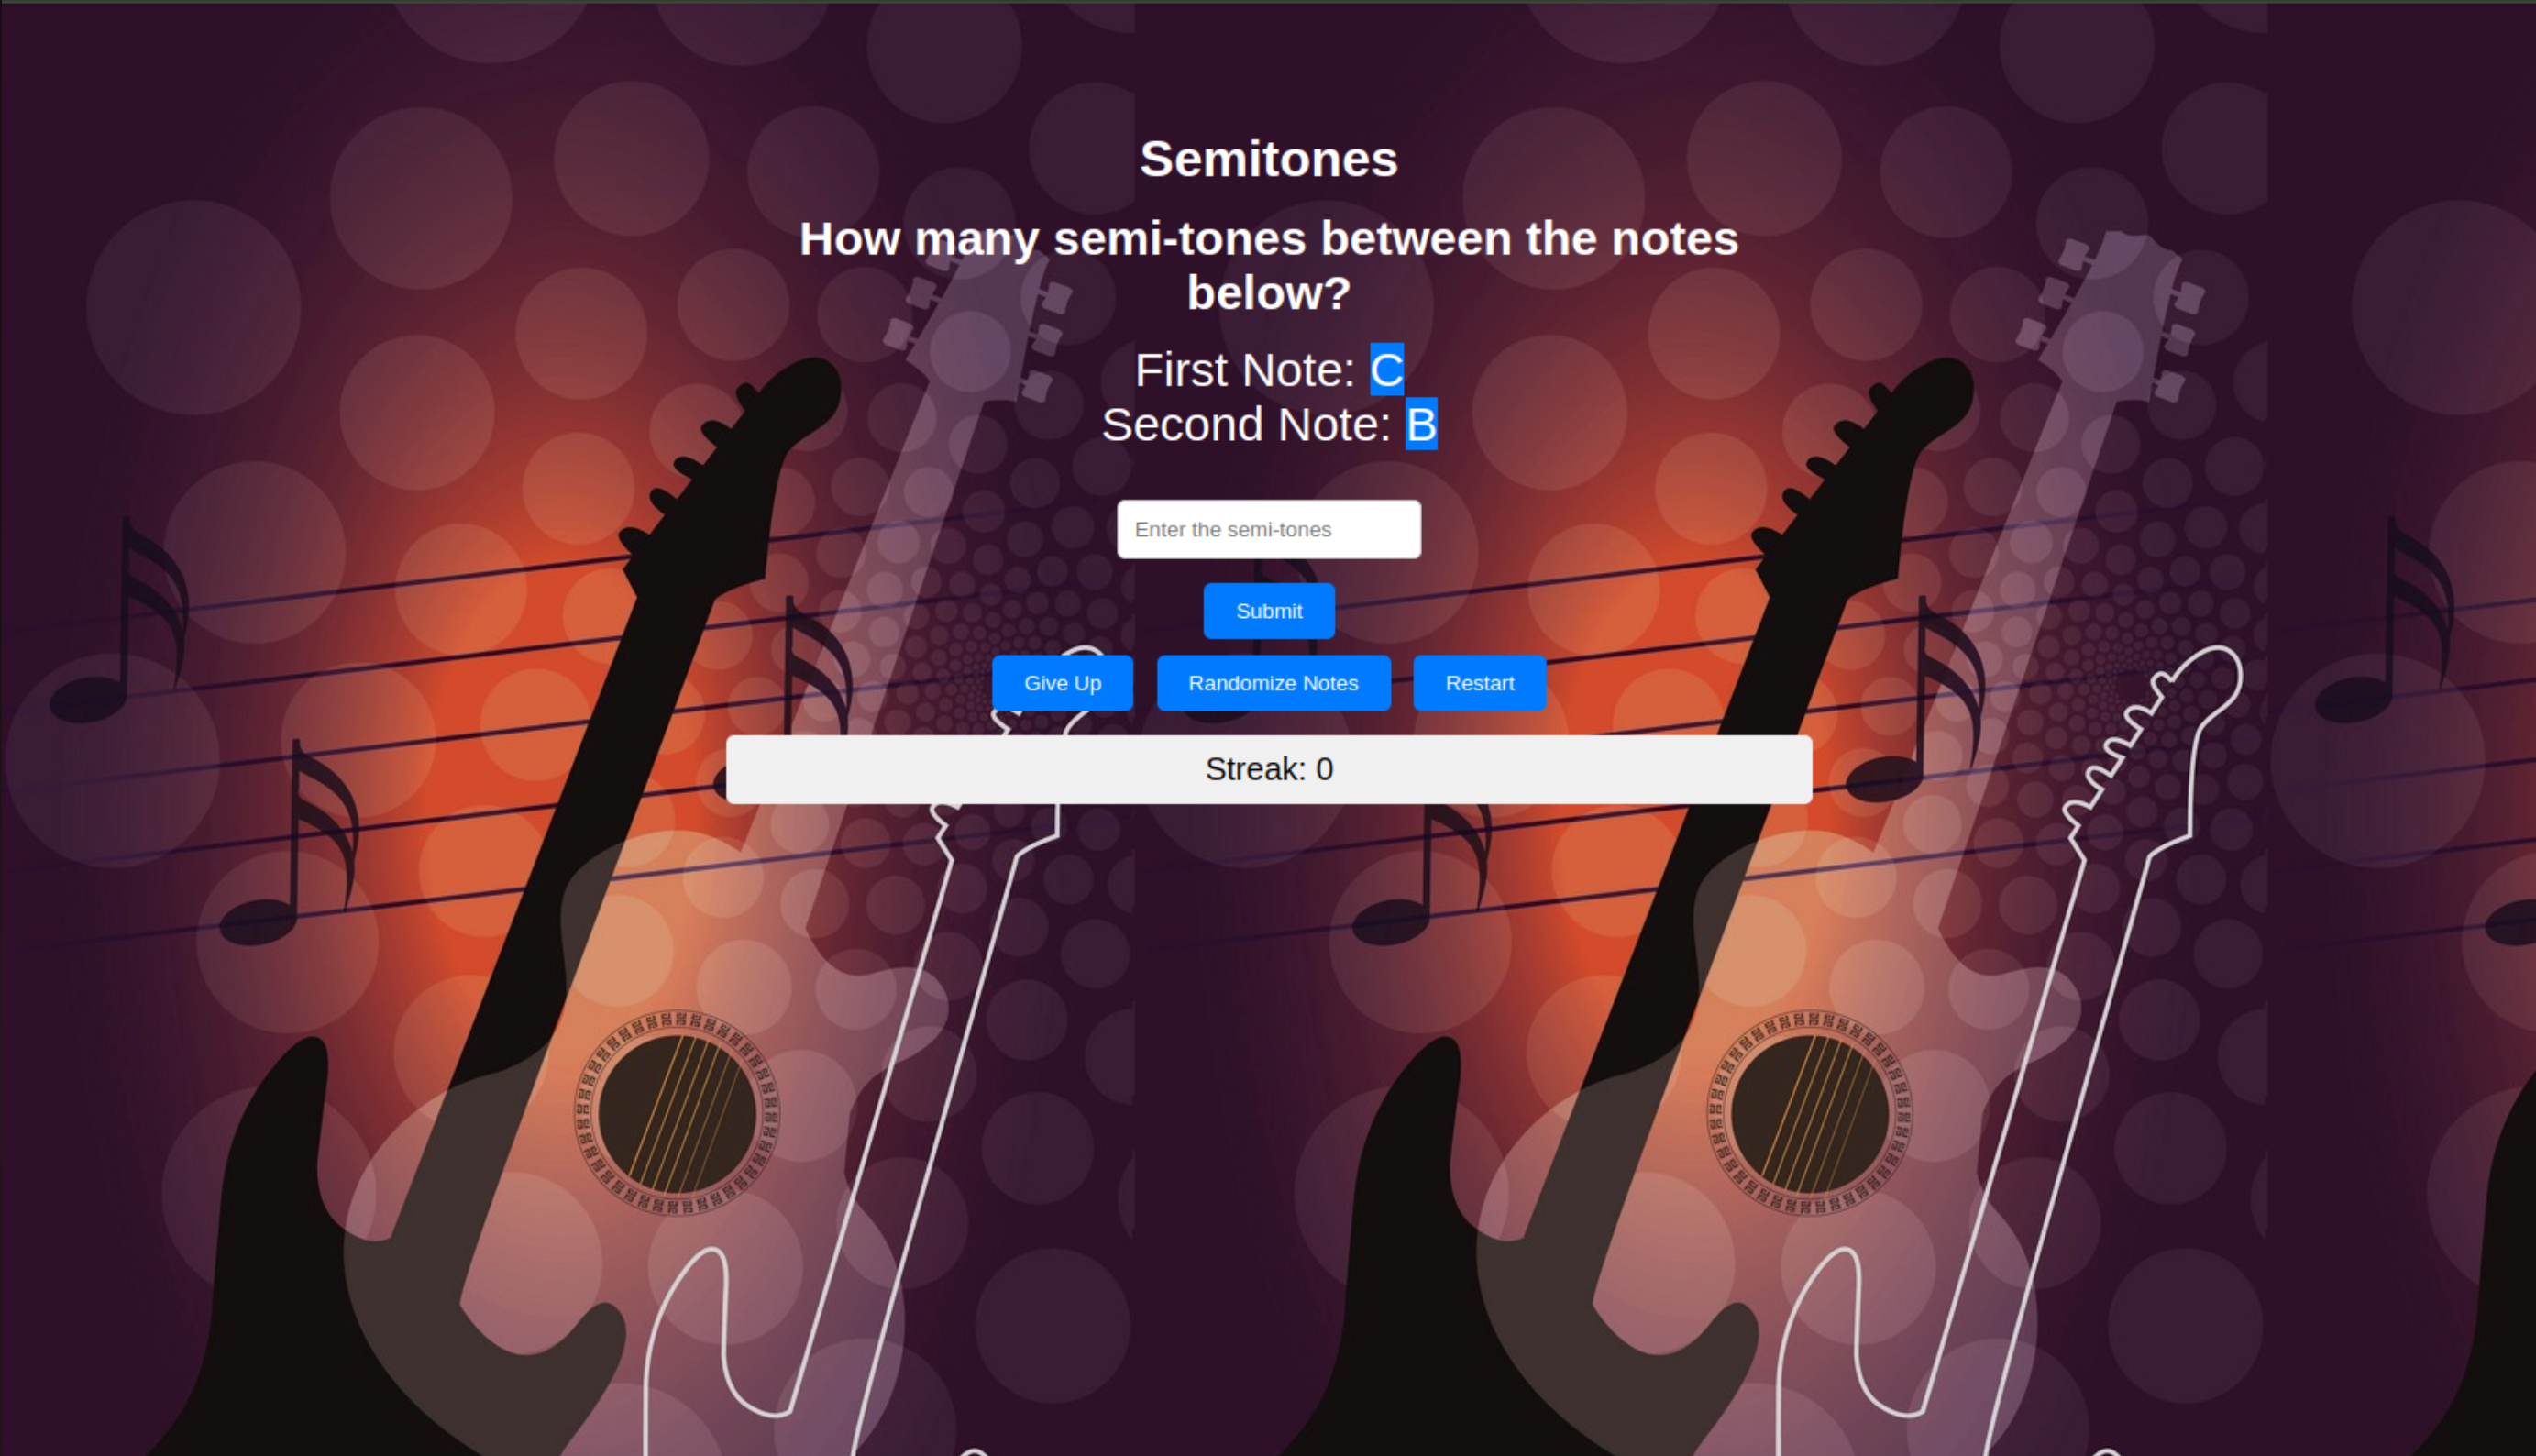 Semitones
How many semi-tones between the notes
below?
First Note: C
Second Note: B
Enter the semi-tones
Submit
Give Up Randomize Notes Restart
Streak: 0